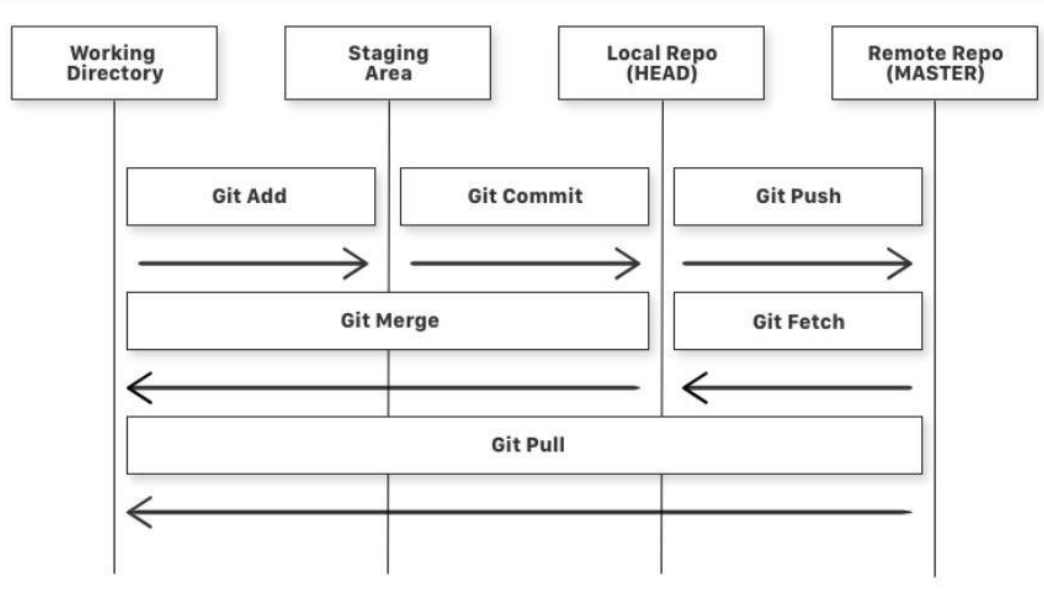 Working
Directory
Staging
Area
Local Repo
(HEAD)
Remote Repo
(MASTER)
Git Add
Git Commit
Git Push
Git Merge
Git Fetch
Git Pull